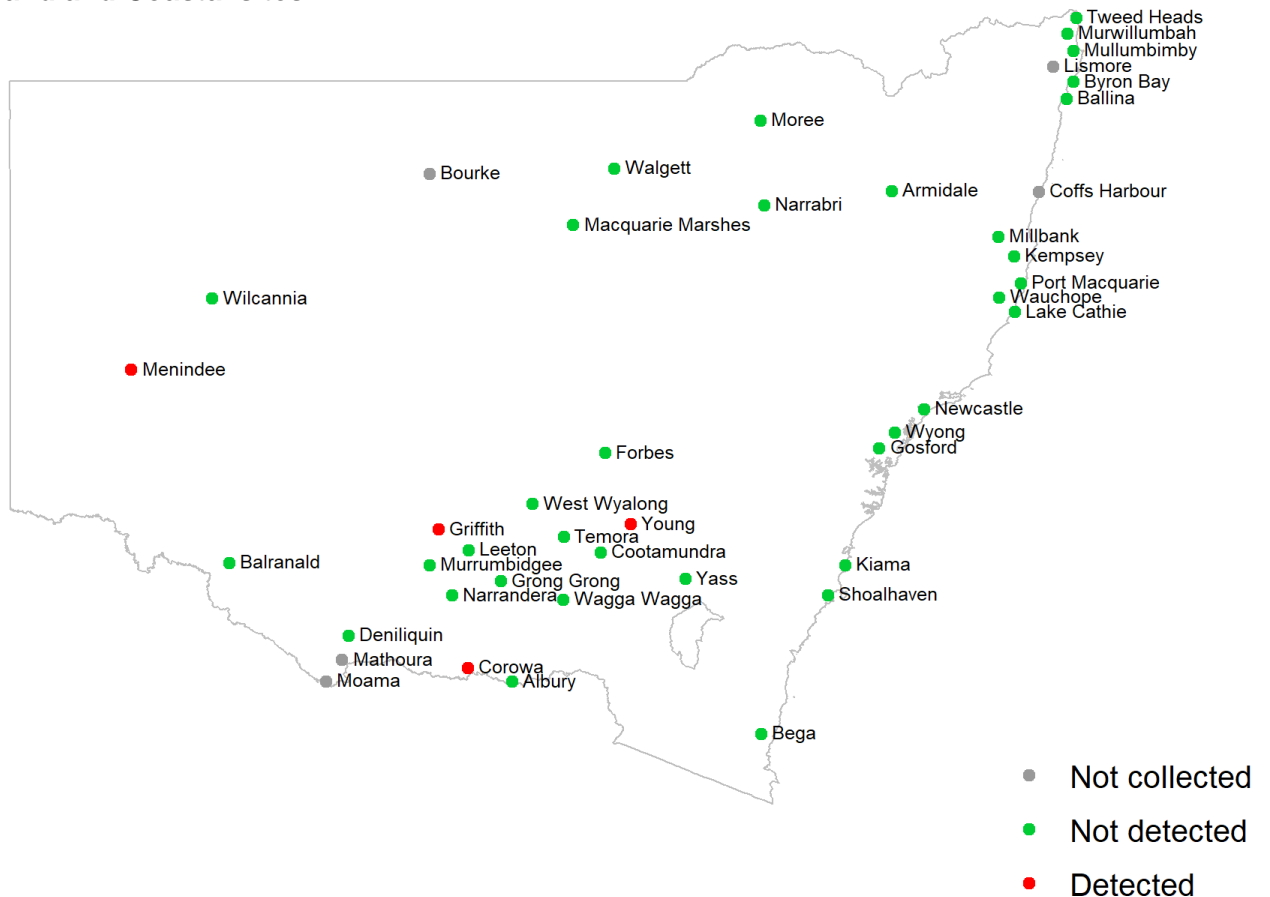 Tweed Heads
Murwillumbah
Mullumbimby
Lismore
Byron Bay
Ballina
Moree
Walgett
Bourke
Armidale
Coffs Harbour
Narrabri
Macquarie Marshes
Millbank
Kempsey
Port Macquarie
Wauchope
Lake Cathie
Wilcannia
Menindee
Newcastle
Wyong
Gosford
Forbes
West Wyalong
Young
Griffith
Temora
Leeton
Cootamundra
Balranald
Murrumbidgee
Kiama
Grong Grong
Yass
Narrandera
Wagga Wagga
Shoalhaven
Deniliquin
Mathoura
Corowa
Moama
Albury
Bega
Not collected
Not detected
Detected